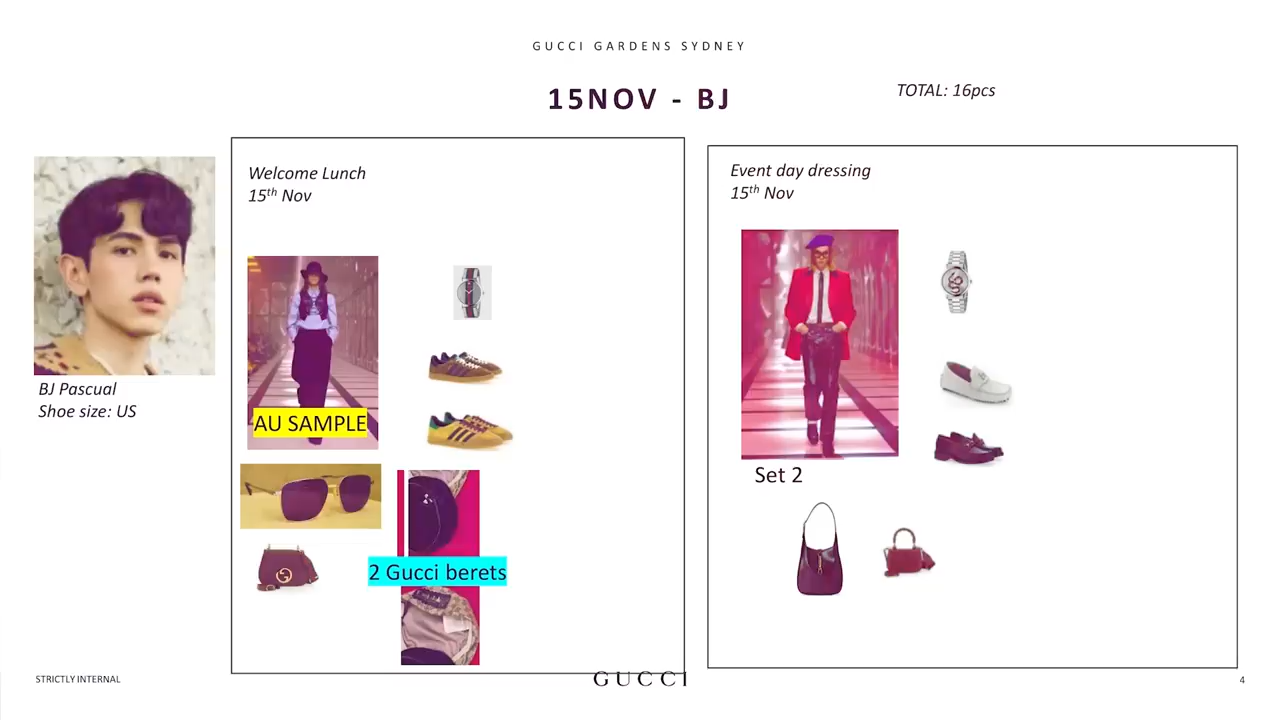 GUCCI GARDENS SYDNEY
15NOV - BJ
TOTAL: 16pcs
Welcome Lunch
15th Nov
Event day dressing
15th Nov
BJ Pascual
Shoe size: US
AU SAMPLE
Set 2
2 Gucci berets
STRICTLY INTERNAL
GUCCI
4